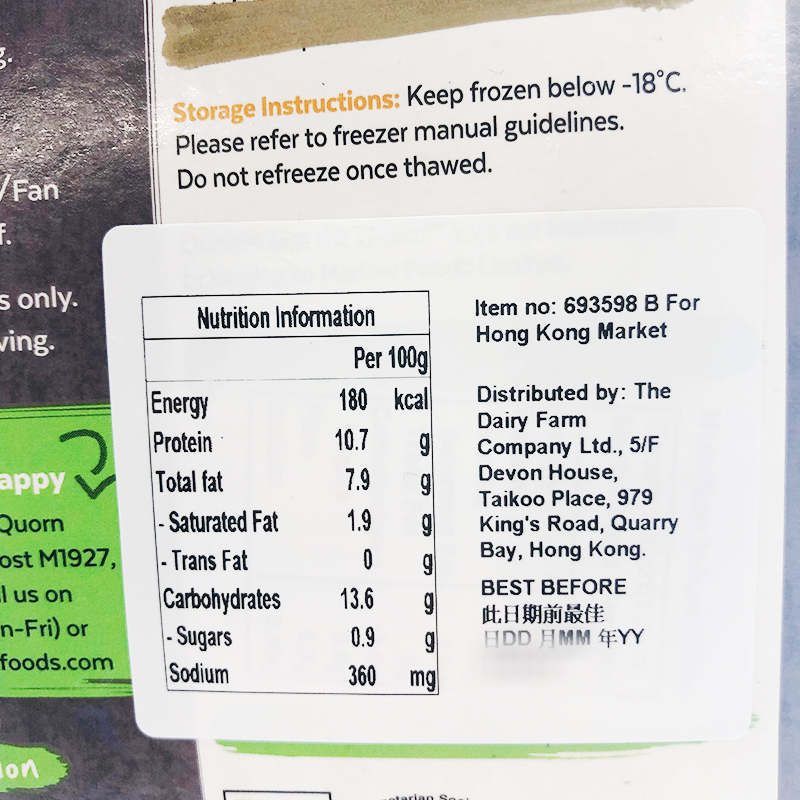 g.
/Fan
f.
s only.
ving.
appy
Quorn
ost M1927,
l us on
n-Fri) or
foods.com
ion
Storage Instructions: Keep frozen below -18°C.
Please refer to freezer manual guidelines.
Do not refreeze once thawed.
Nutrition Information
Per 100g
Energy 180 kcal
Protein 10.7 g
Total fat 7.9 g
- Saturated Fat 1.9 g
- Trans Fat 0 g
Carbohydrates 13.6 g
- Sugars 0.9 g
Sodium 360 mg
Item no: 693598 B For
Hong Kong Market
Distributed by: The
Dairy Farm
Company Ltd., 5/F
Devon House,
Taikoo Place, 979
King's Road, Quarry
Bay, Hong Kong.
BEST BEFORE
此日期前最佳
日DD 月MM 年YY